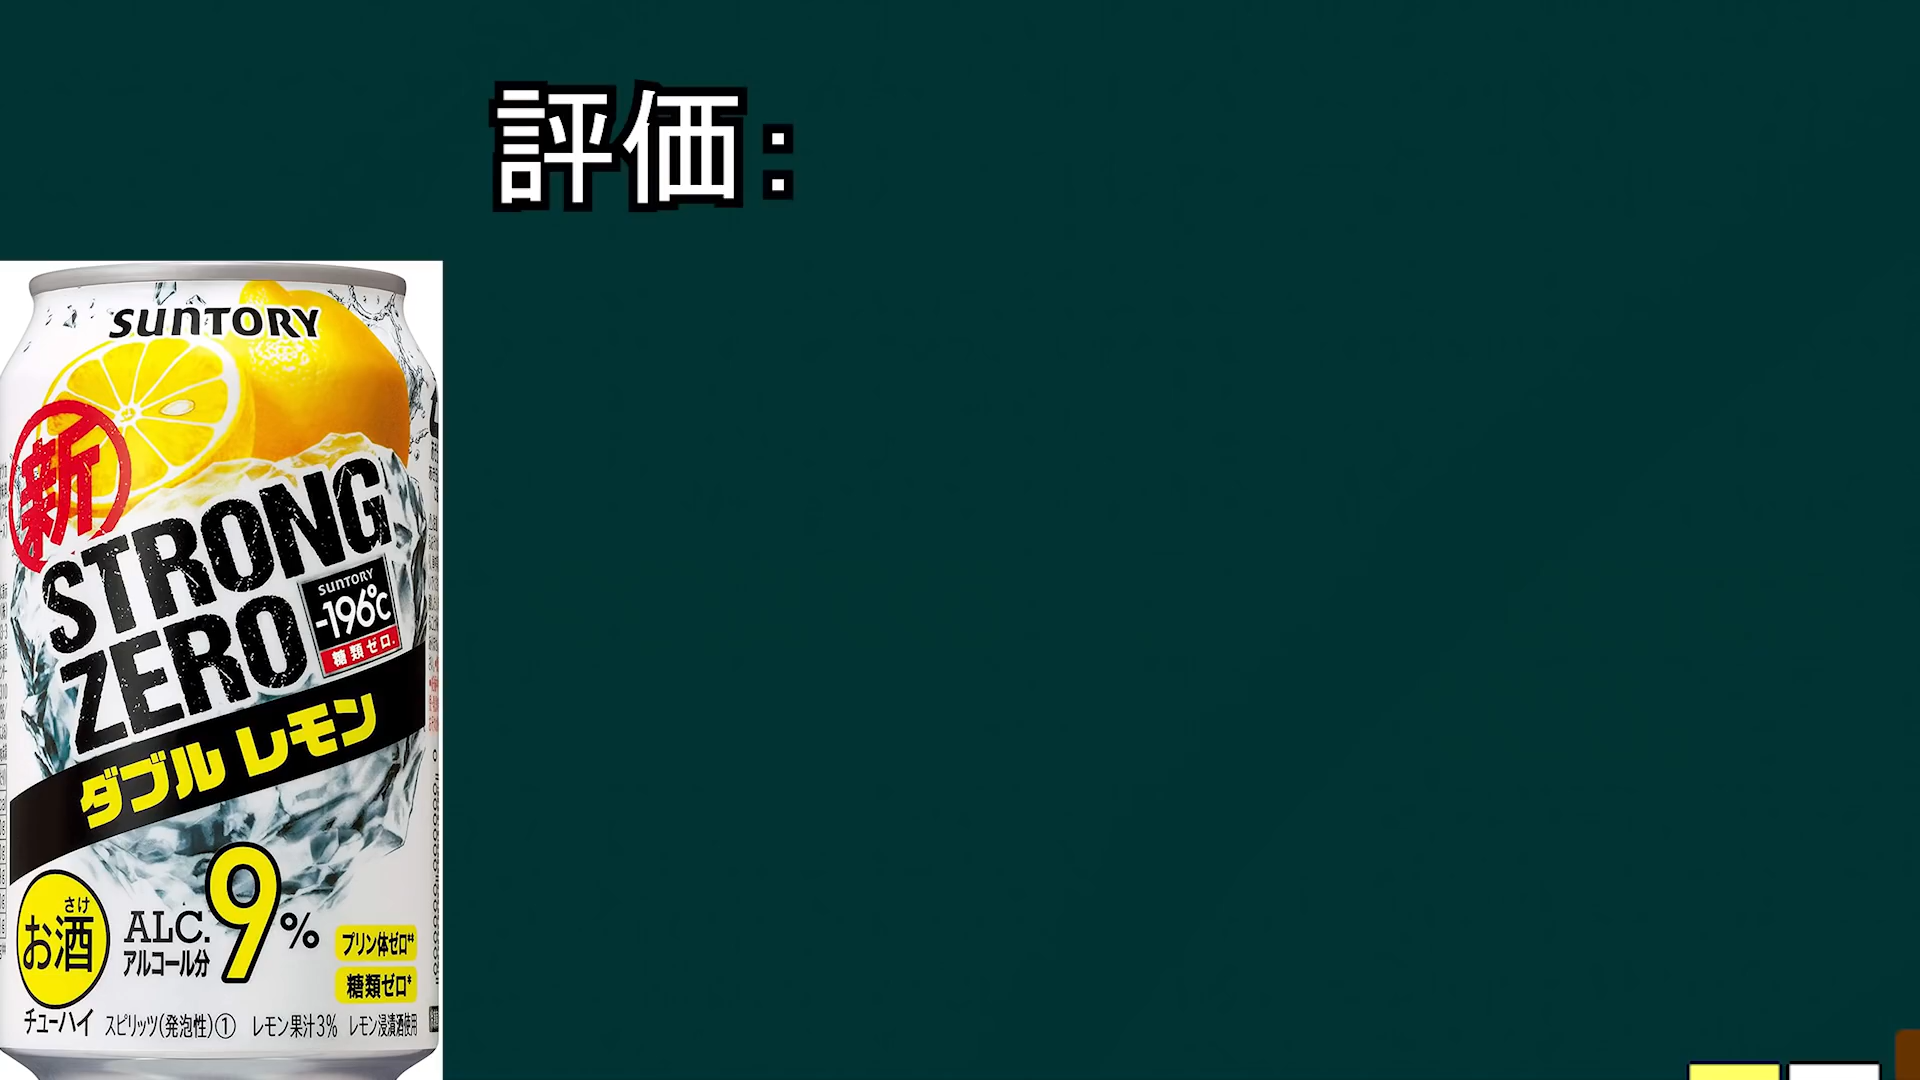 評価:
SUNTORY
新
STRONG
ZERO
SUNTORY
-196℃
糖類ゼロ。
ダブルレモン
さけ
お酒
ALC.
アルコール分
9%
プリン体ゼロ**
糖類ゼロ*
チューハイ スピリッツ(発泡性)① レモン果汁3% レモン浸漬酒使用